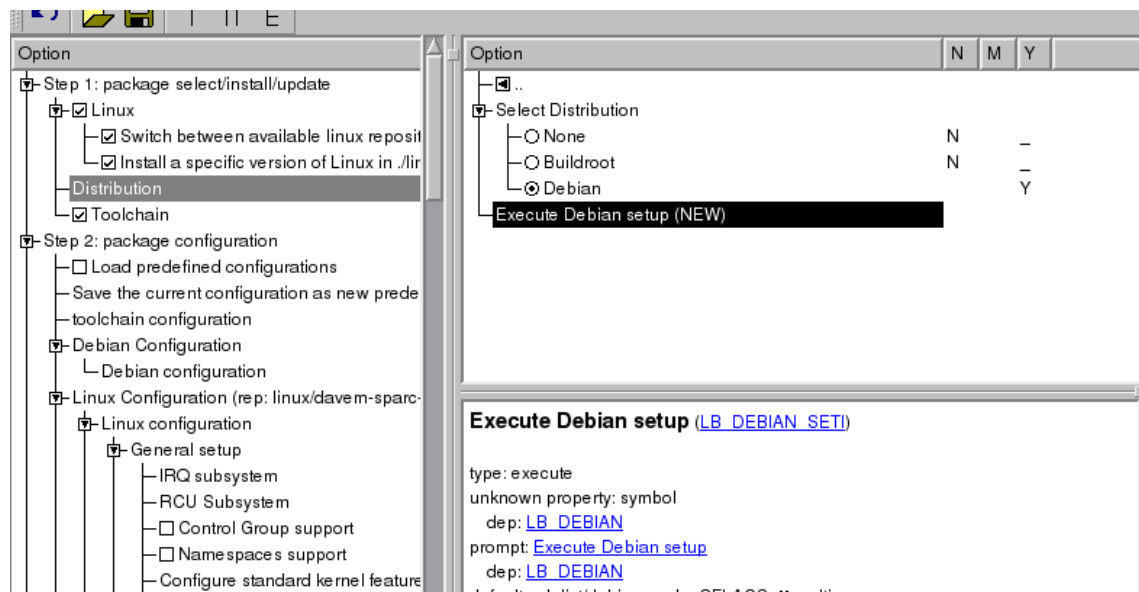 I II E
Option
Step 1: package select/install/update
Linux
Switch between available linux reposit
Install a specific version of Linux in ./lin
Distribution
Toolchain
Step 2: package configuration
Load predefined configurations
Save the current configuration as new prede
toolchain configuration
Debian Configuration
Debian configuration
Linux Configuration (rep: linux/davem-sparc-
Linux configuration
General setup
IRQ subsystem
RCU Subsystem
Control Group support
Namespaces support
Configure standard kernel feature
Option N M Y
..
Select Distribution
None N _
Buildroot N _
Debian Y
Execute Debian setup (NEW)
Execute Debian setup (LB_DEBIAN_SETI)
type: execute
unknown property: symbol
dep: LB_DEBIAN
prompt: Execute Debian setup
dep: LB_DEBIAN